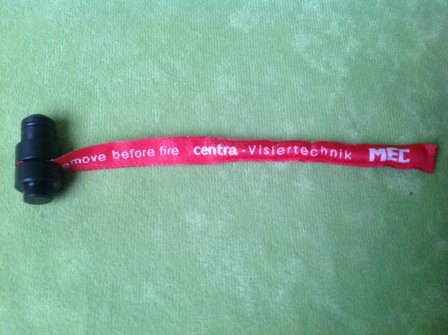 emove before fire centra - Visiertechnik MEC